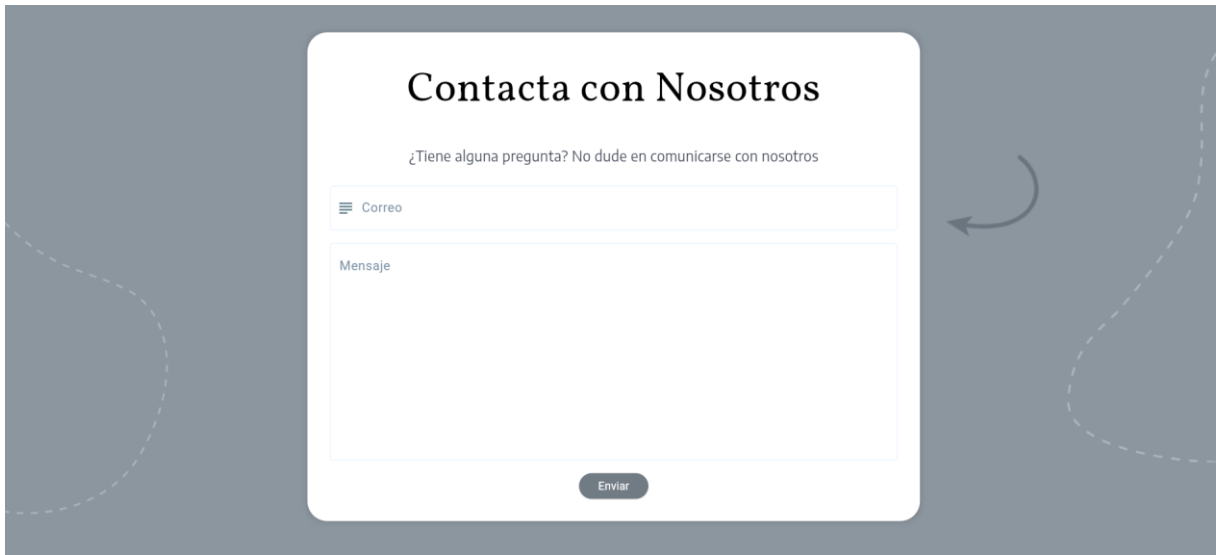 Contacta con Nosotros
¿Tiene alguna pregunta? No dude en comunicarse con nosotros
Correo
Mensaje
Enviar